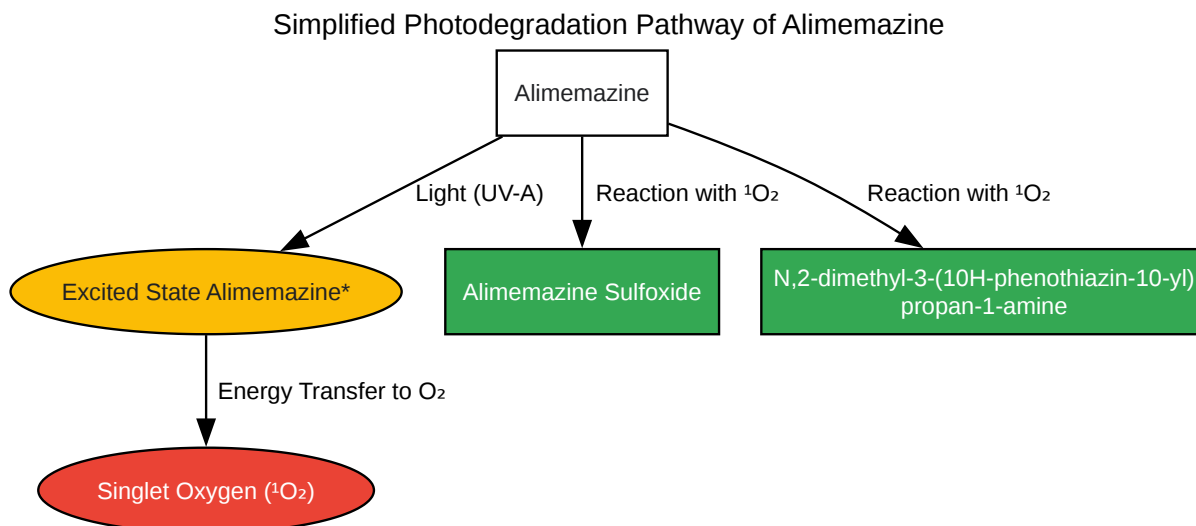 Simplified Photodegradation Pathway of Alimemazine
Alimemazine
Light (UV-A)
Reaction with ¹O₂
Reaction with ¹O₂
Excited State Alimemazine*
Alimemazine Sulfoxide
N,2-dimethyl-3-(10H-phenothiazin-10-yl)
propan-1-amine
Energy Transfer to O₂
Singlet Oxygen (¹O₂)